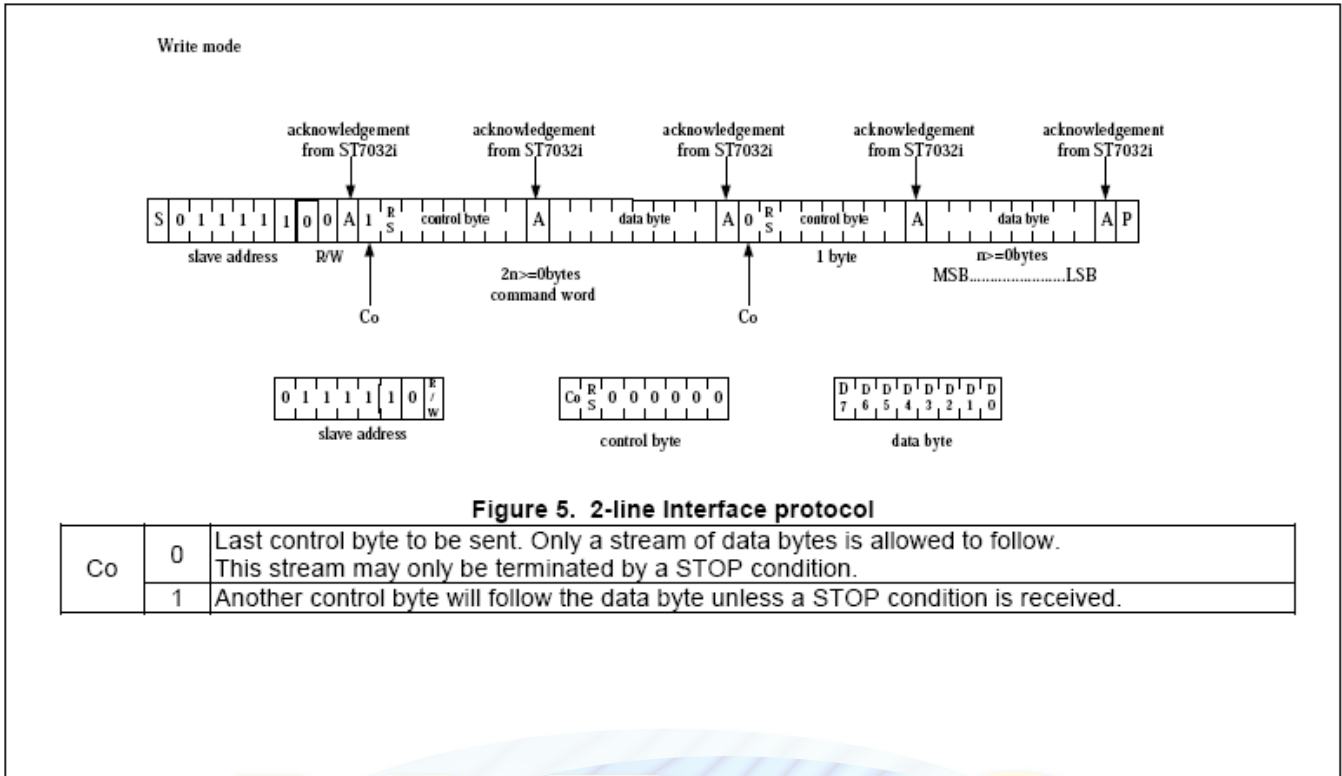 Write mode
acknowledgement acknowledgement acknowledgement acknowledgement acknowledgement
from ST7032i from ST7032i from ST7032i from ST7032i from ST7032i
S 0 1 1 1 1 1 0 0 A 1 RS control byte A data byte A 0 RS control byte A data byte A P
slave address R/W 1 byte n>=0bytes
2n>=0bytes MSB........................LSB
command word
Co Co
0 1 1 1 1 1 0 R/W Co RS 0 0 0 0 0 0 D7 D6 D5 D4 D3 D2 D1 D0
slave address control byte data byte
Figure 5. 2-line Interface protocol
Co 0 Last control byte to be sent. Only a stream of data bytes is allowed to follow.
This stream may only be terminated by a STOP condition.
1 Another control byte will follow the data byte unless a STOP condition is received.